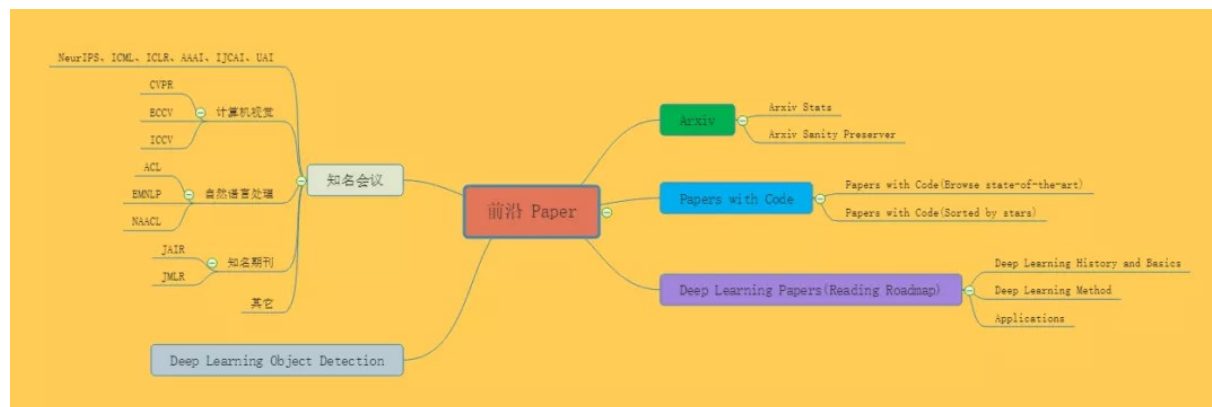 NeurIPS、ICML、ICLR、AAAI、IJCAI、UAI
CVPR
ECCV
ICCV
计算机视觉
ACL
EMNLP
NAACL
自然语言处理
JAIR
JMLR
知名期刊
其它
知名会议
Deep Learning Object Detection
前沿 Paper
Arxiv
Arxiv Stats
Arxiv Sanity Preserver
Papers with Code
Papers with Code(Browse state-of-the-art)
Papers with Code(Sorted by stars)
Deep Learning Papers(Reading Roadmap)
Deep Learning History and Basics
Deep Learning Method
Applications